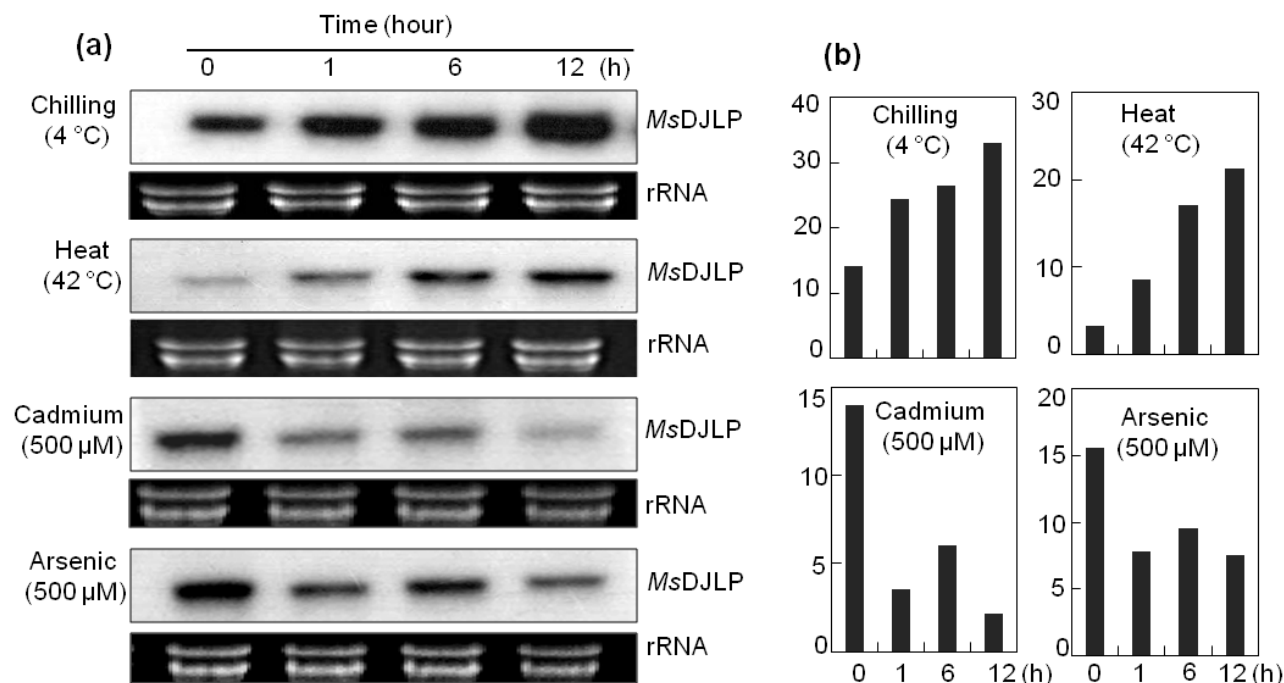 (a)
Time (hour)
0 1 6 12 (h)
Chilling
(4 °C)
MsDJLP
rRNA
Heat
(42 °C)
MsDJLP
rRNA
Cadmium
(500 µM)
MsDJLP
rRNA
Arsenic
(500 µM)
MsDJLP
rRNA
(b)
40
30
20
10
0
Chilling
(4 °C)
30
20
10
0
Heat
(42 °C)
15
10
5
0
Cadmium
(500 µM)
0 1 6 12 (h)
20
15
10
5
0
Arsenic
(500 µM)
0 1 6 12 (h)